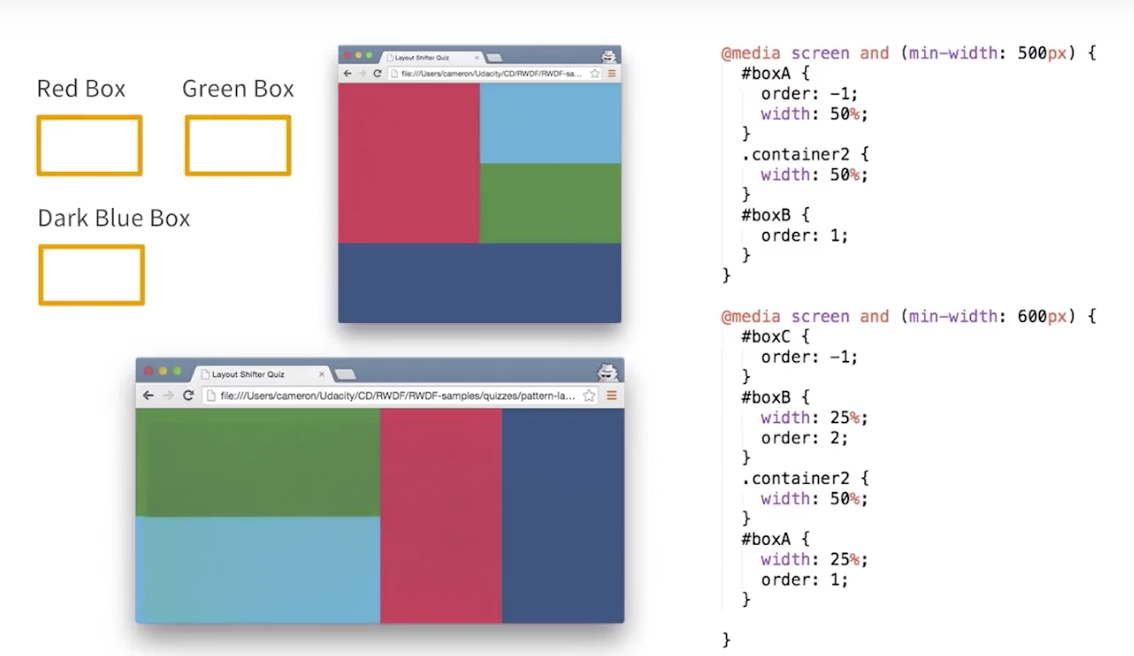 Red Box
Green Box
Dark Blue Box
Layout Shifter Quiz
file:///Users/cameron/Udacity/CD/RWDF/RWDF-sa...
Layout Shifter Quiz
file:///Users/cameron/Udacity/CD/RWDF/RWDF-samples/quizzes/pattern-la...
@media screen and (min-width: 500px) {
#boxA {
order: -1;
width: 50%;
}
.container2 {
width: 50%;
}
#boxB {
order: 1;
}
}
@media screen and (min-width: 600px) {
#boxC {
order: -1;
}
#boxB {
width: 25%;
order: 2;
}
.container2 {
width: 50%;
}
#boxA {
width: 25%;
order: 1;
}
}